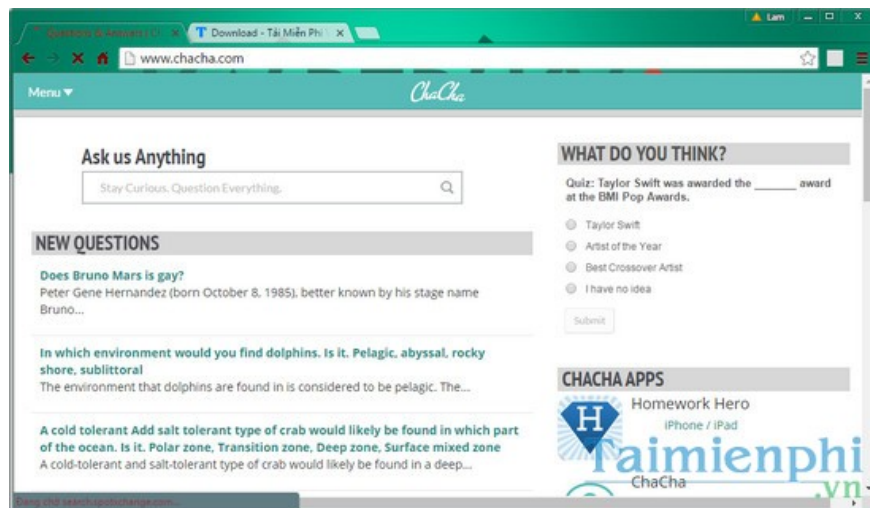 Lam
Questions & Answers | C
Download - Tải Miễn Phí V
www.chacha.com
Menu ▾
ChaCha
Ask us Anything
Stay Curious. Question Everything.
NEW QUESTIONS
Does Bruno Mars is gay?
Peter Gene Hernandez (born October 8, 1985), better known by his stage name
Bruno...
In which environment would you find dolphins. Is it. Pelagic, abyssal, rocky
shore, sublittoral
The environment that dolphins are found in is considered to be pelagic. The...
A cold tolerant Add salt tolerant type of crab would likely be found in which part
of the ocean. Is it. Polar zone, Transition zone, Deep zone, Surface mixed zone
A cold-tolerant and salt-tolerant type of crab would likely be found in a deep...
WHAT DO YOU THINK?
Quiz: Taylor Swift was awarded the _______ award
at the BMI Pop Awards.
Taylor Swift
Artist of the Year
Best Crossover Artist
I have no idea
Submit
CHACHA APPS
H
Homework Hero
iPhone / iPad
ChaCha
Taimienphi
.vn
Đang chờ search.spotxchange.com...